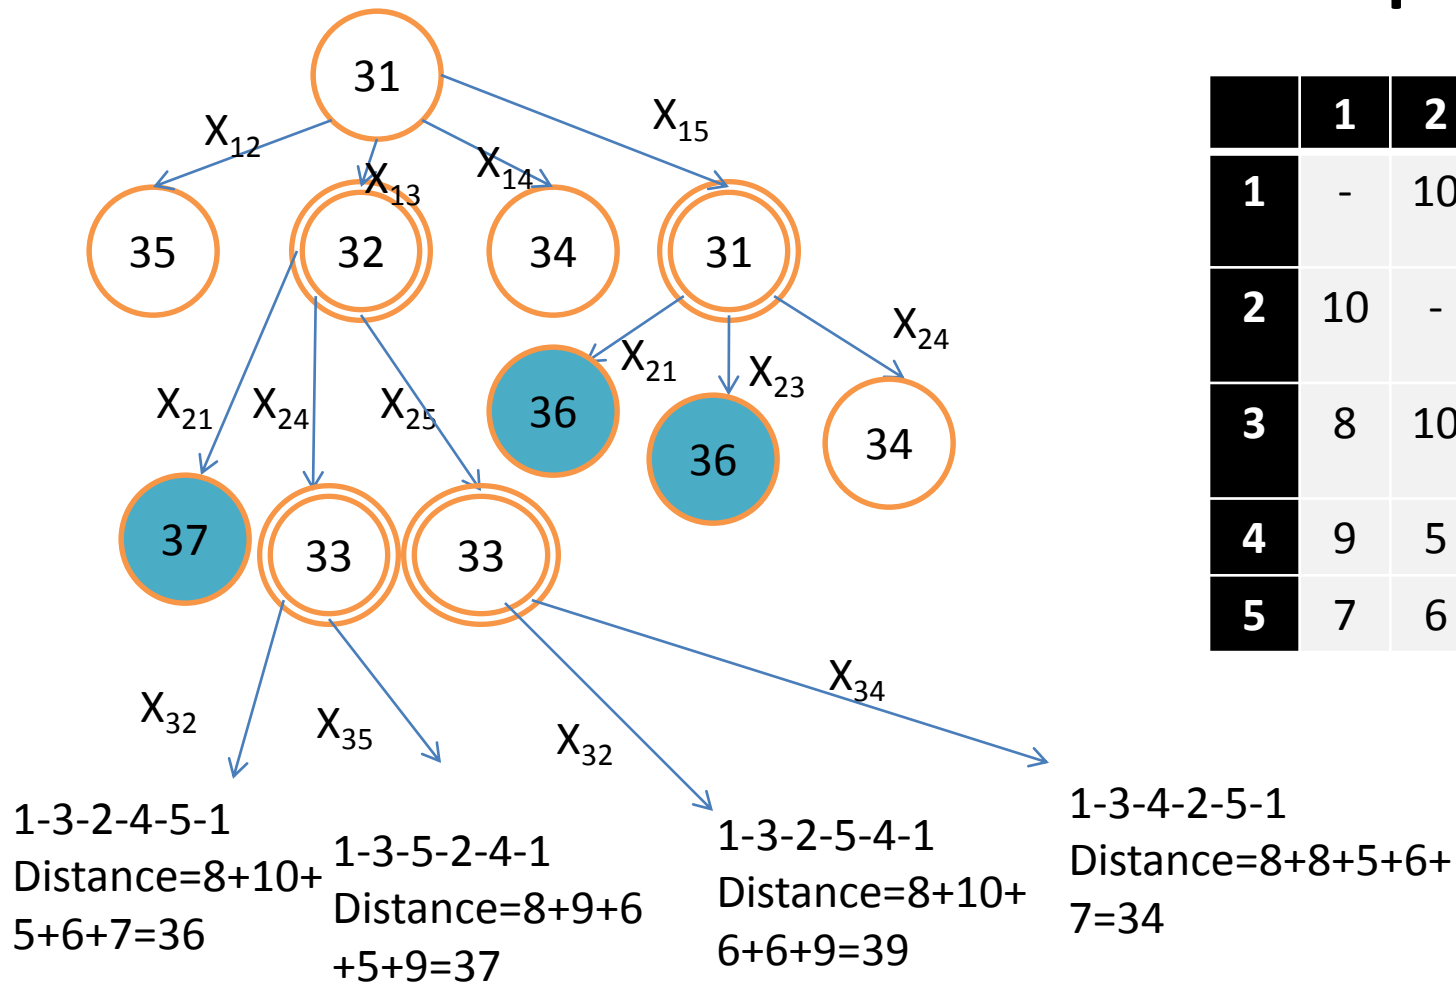 31
X12
X13
X14
X15
35
32
34
31
X21
X24
X25
X21
X23
X24
36
36
34
37
33
33
X32
X35
X32
X34
1-3-2-4-5-1
Distance=8+10+
5+6+7=36
1-3-5-2-4-1
Distance=8+9+6
+5+9=37
1-3-2-5-4-1
Distance=8+10+
6+6+9=39
1-3-4-2-5-1
Distance=8+8+5+6+
7=34
1 2
1 - 10
2 10 -
3 8 10
4 9 5
5 7 6